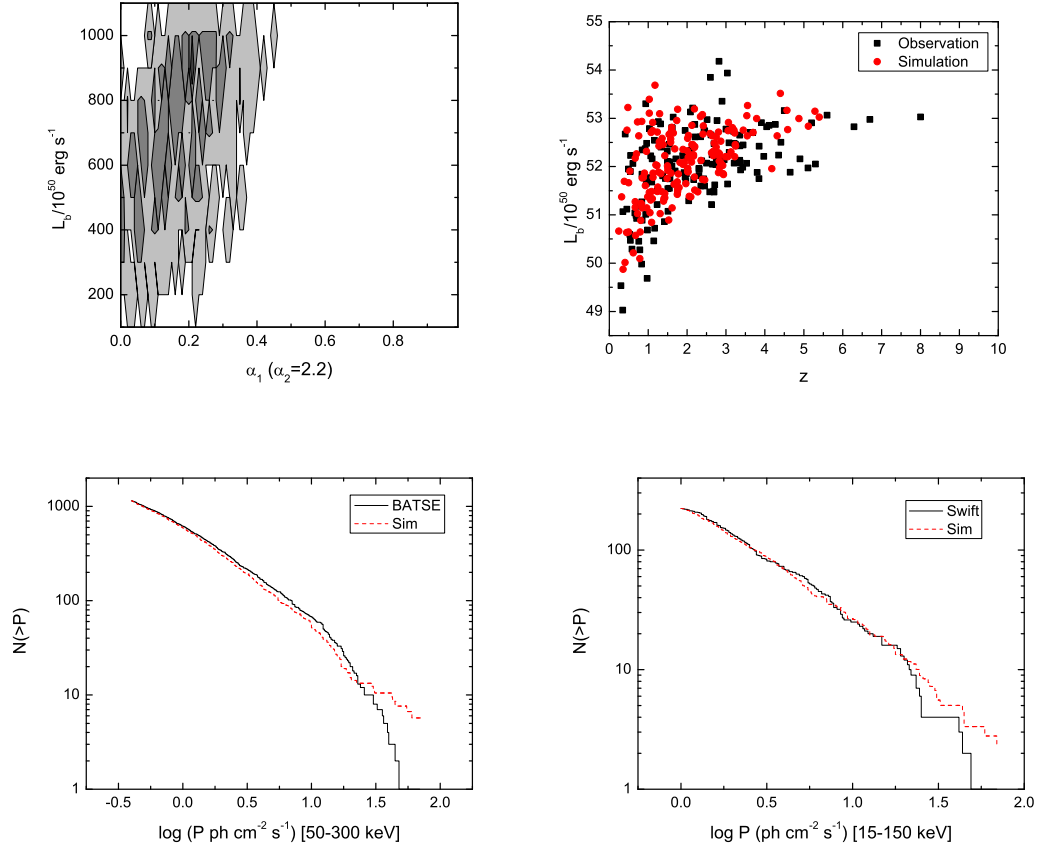 1000
800
600
400
200
L_b/10^50 erg s^-1
0.0 0.2 0.4 0.6 0.8
α_1 (α_2=2.2)
55
54
53
52
51
50
49
L_b/10^50 erg s^-1
Observation
Simulation
0 1 2 3 4 5 6 7 8 9 10
z
1000
100
10
1
N(>P)
BATSE
Sim
-0.5 0.0 0.5 1.0 1.5 2.0
log (P ph cm^-2 s^-1) [50-300 keV]
100
10
1
N(>P)
Swift
Sim
0.0 0.5 1.0 1.5 2.0
log P (ph cm^-2 s^-1) [15-150 keV]